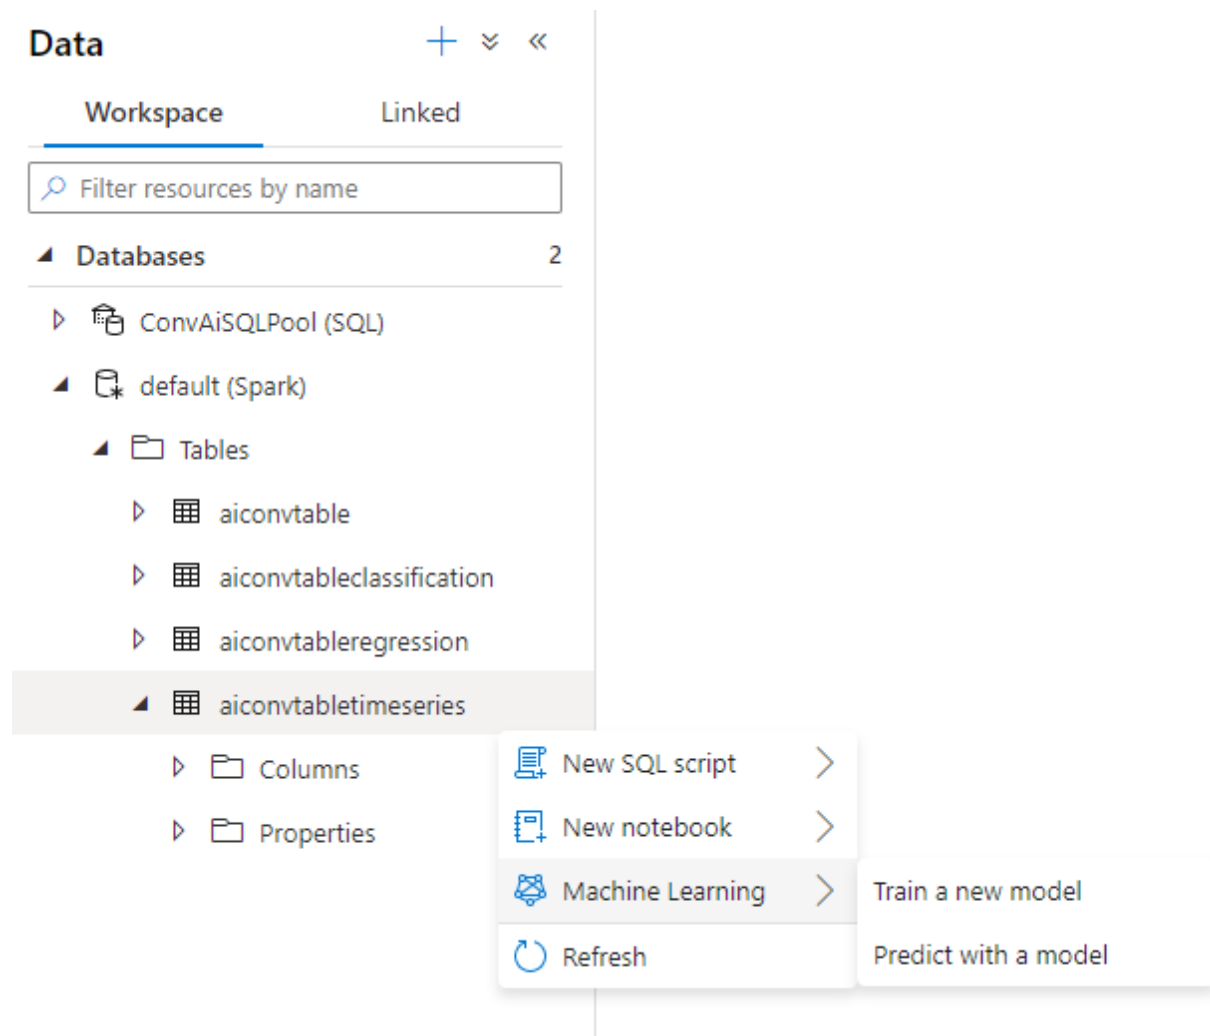 Data
Workspace Linked
Filter resources by name
Databases 2
ConvAiSQLPool (SQL)
default (Spark)
Tables
aiconvtable
aiconvtableclassification
aiconvtableregression
aiconvtabletimeseries
Columns
Properties
New SQL script
New notebook
Machine Learning
Refresh
Train a new model
Predict with a model